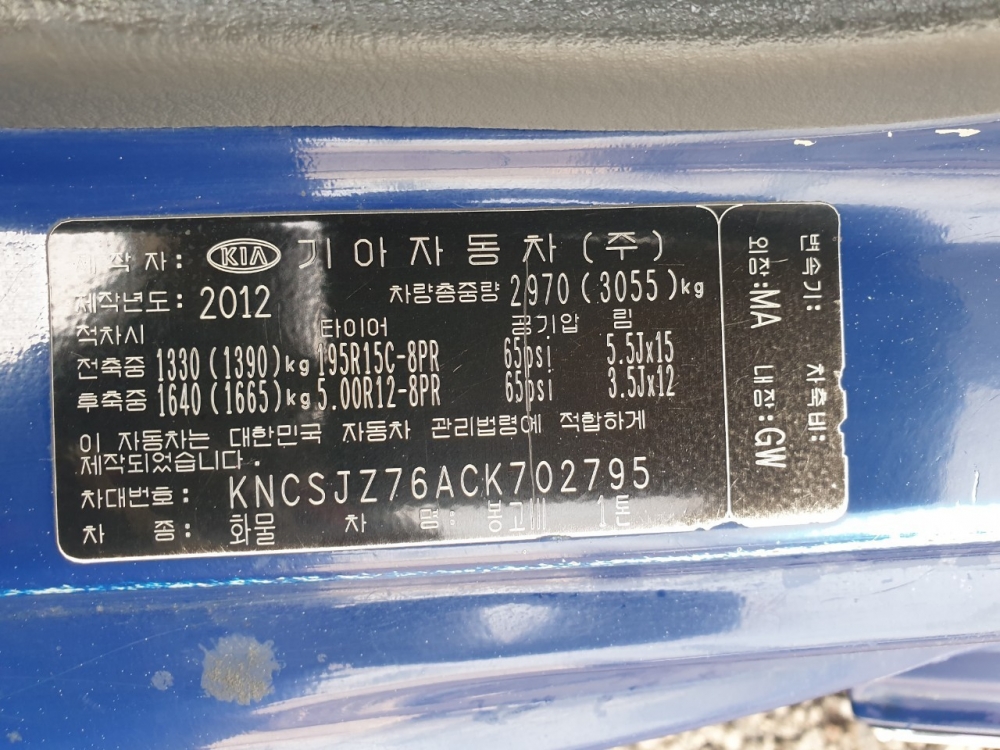 제작자: KIA 기아자동차(주)
제작년도: 2012 차량총중량 2970(3055)kg
적차시 타이어 공기압 림
전축중 1330(1390)kg 195R15C-8PR 65psi 5.5Jx15
후축중 1640(1665)kg 5.00R12-8PR 65psi 3.5Jx12
이 자동차는 대한민국 자동차 관리법령에 적합하게
제작되었습니다.
차대번호: KNCSJZ76ACK702795
차 종: 화물 차 명: 봉고III 1톤
변속기: 차축비:
외장:MA 내장:GW